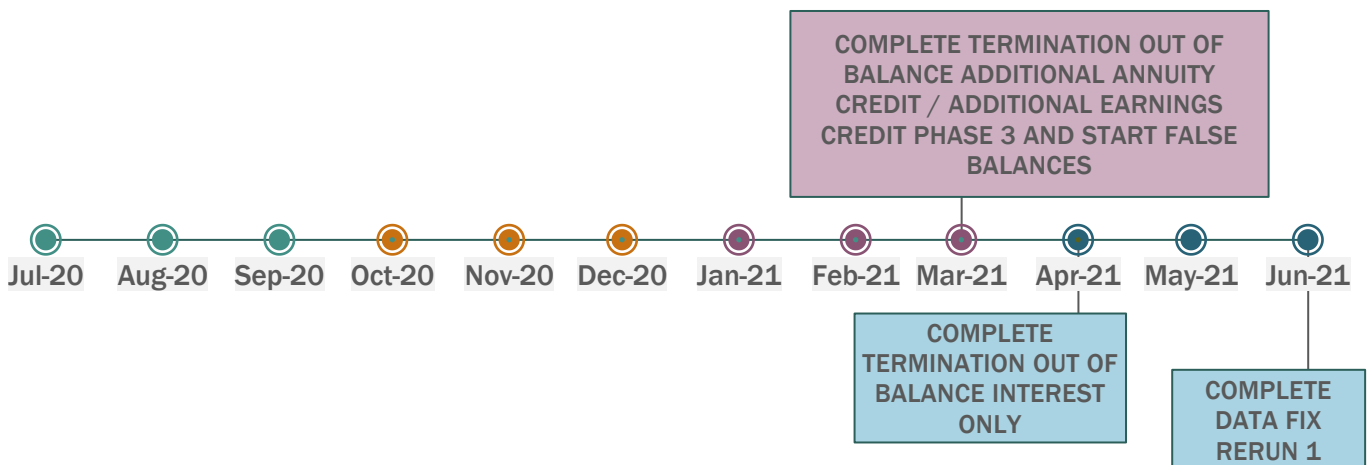 COMPLETE TERMINATION OUT OF
BALANCE ADDITIONAL ANNUITY
CREDIT / ADDITIONAL EARNINGS
CREDIT PHASE 3 AND START FALSE
BALANCES
Jul-20 Aug-20 Sep-20 Oct-20 Nov-20 Dec-20 Jan-21 Feb-21 Mar-21 Apr-21 May-21 Jun-21
COMPLETE
TERMINATION OUT OF
BALANCE INTEREST
ONLY
COMPLETE
DATA FIX
RERUN 1